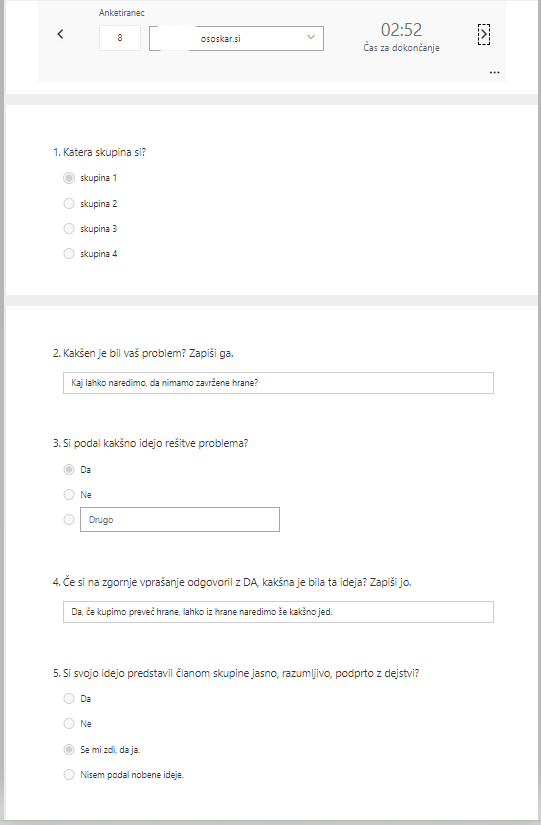 Anketiranec
8
ososkar.si
02:52
Čas za dokončanje
1. Katera skupina si?
skupina 1
skupina 2
skupina 3
skupina 4
2. Kakšen je bil vaš problem? Zapiši ga.
Kaj lahko naredimo, da nimamo zavržene hrane?
3. Si podal kakšno idejo rešitve problema?
Da
Ne
Drugo
4. Če si na zgornje vprašanje odgovoril z DA, kakšna je bila ta ideja? Zapiši jo.
Da, če kupimo preveč hrane, lahko iz hrane naredimo še kakšno jed.
5. Si svojo idejo predstavil članom skupine jasno, razumljivo, podprto z dejstvi?
Da
Ne
Se mi zdi, da ja.
Nisem podal nobene ideje.